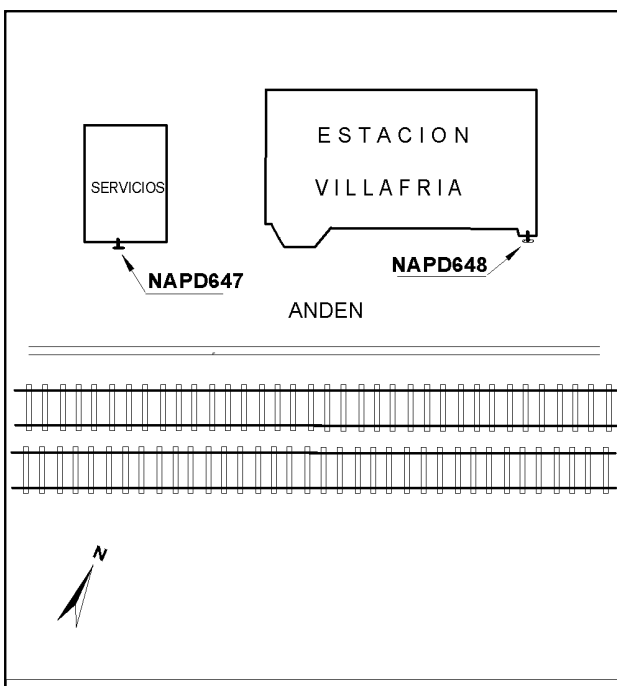 ESTACION
VILLAFRIA
SERVICIOS
NAPD647
NAPD648
ANDEN
N